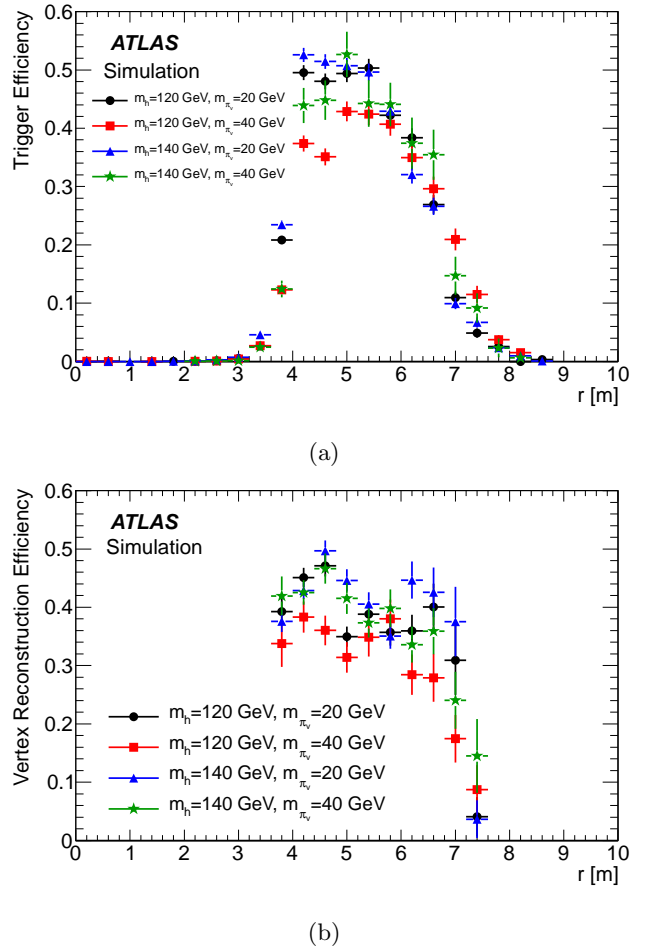 0.6
ATLAS
Simulation
m_h=120 GeV, m_πv=20 GeV
m_h=120 GeV, m_πv=40 GeV
m_h=140 GeV, m_πv=20 GeV
m_h=140 GeV, m_πv=40 GeV
Trigger Efficiency
0.5
0.4
0.3
0.2
0.1
0
0 1 2 3 4 5 6 7 8 9 10
r [m]
(a)
0.6
ATLAS
Simulation
Vertex Reconstruction Efficiency
0.5
0.4
0.3
0.2
0.1
0
m_h=120 GeV, m_πv=20 GeV
m_h=120 GeV, m_πv=40 GeV
m_h=140 GeV, m_πv=20 GeV
m_h=140 GeV, m_πv=40 GeV
0 1 2 3 4 5 6 7 8 9 10
r [m]
(b)